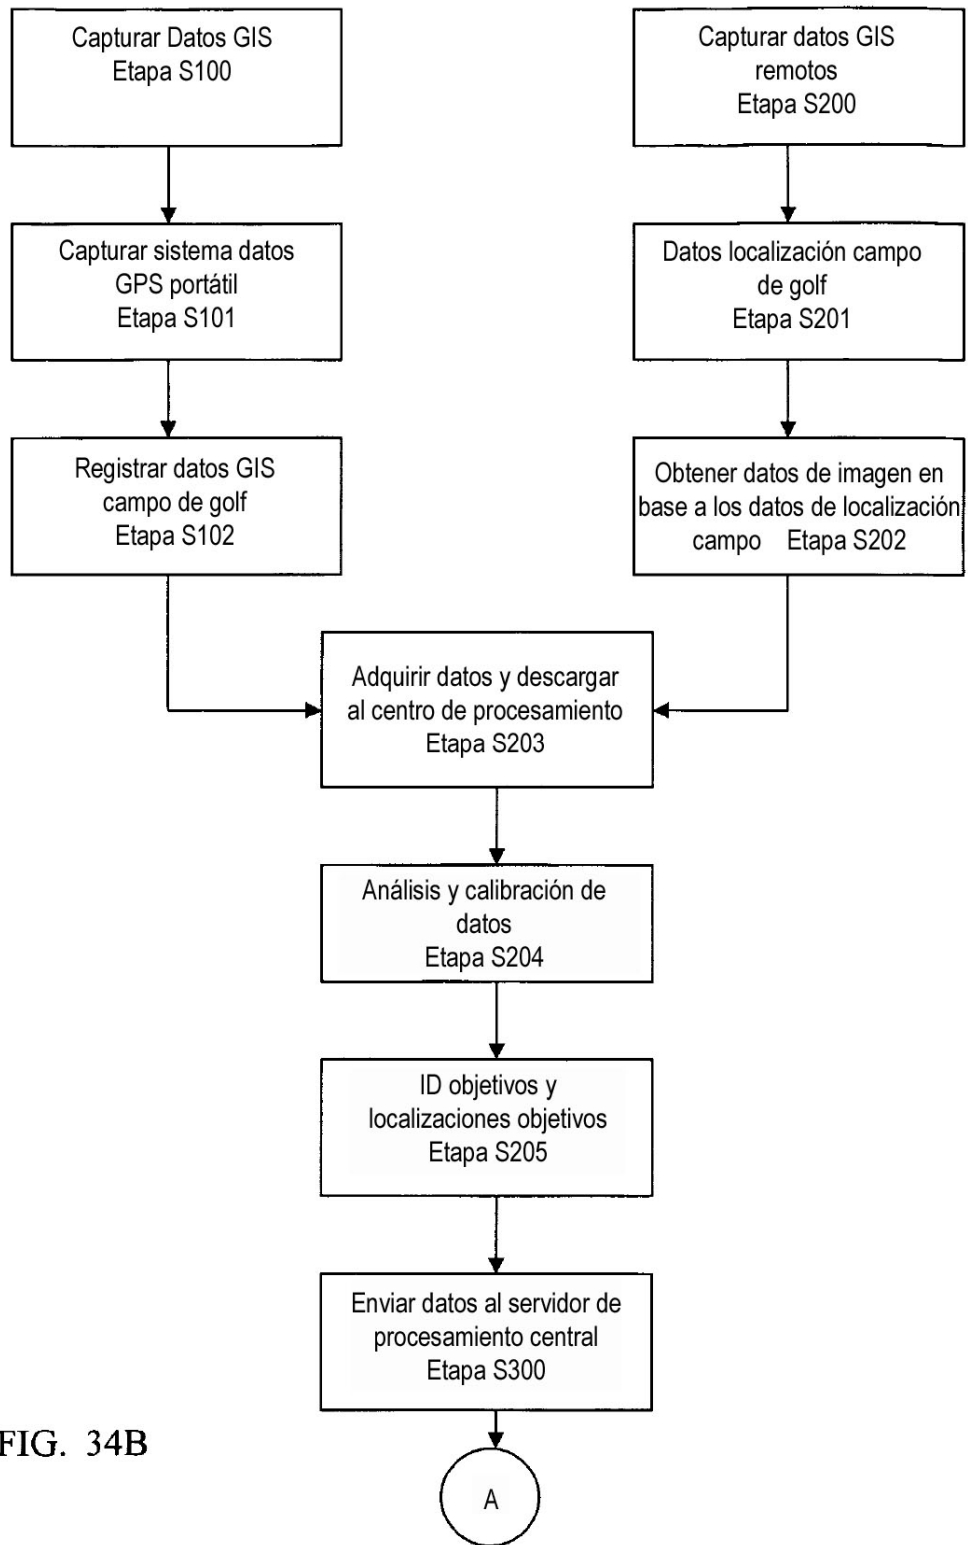 Capturar Datos GIS
Etapa S100
Capturar datos GIS
remotos
Etapa S200
Capturar sistema datos
GPS portátil
Etapa S101
Datos localización campo
de golf
Etapa S201
Registrar datos GIS
campo de golf
Etapa S102
Obtener datos de imagen en
base a los datos de localización
campo Etapa S202
Adquirir datos y descargar
al centro de procesamiento
Etapa S203
Análisis y calibración de
datos
Etapa S204
ID objetivos y
localizaciones objetivos
Etapa S205
Enviar datos al servidor de
procesamiento central
Etapa S300
FIG. 34B
A